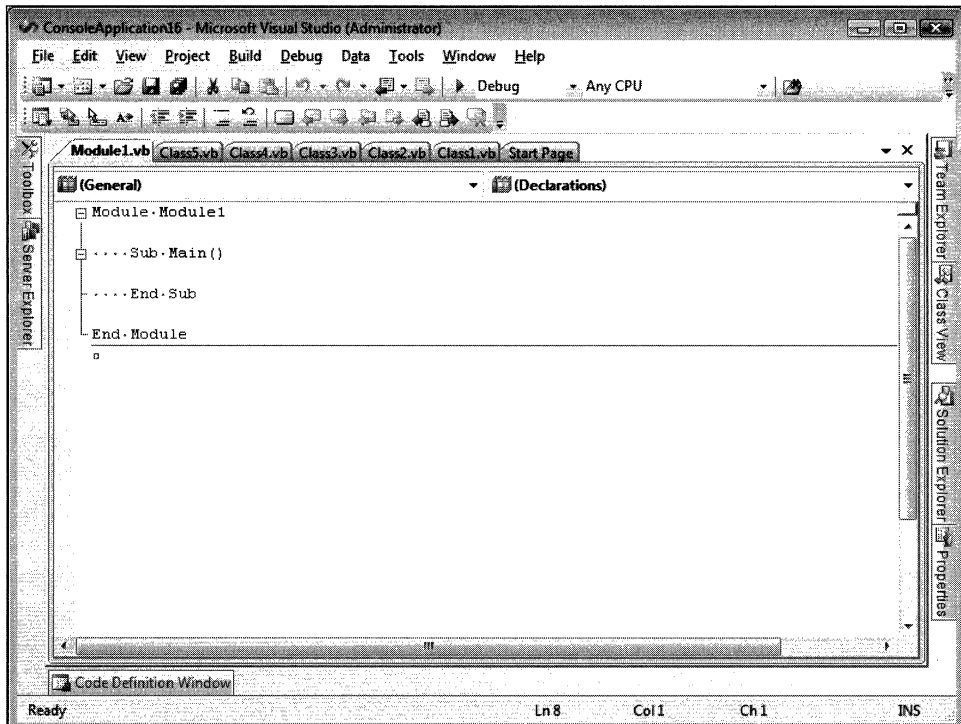 ConsoleApplication16 - Microsoft Visual Studio (Administrator)
File Edit View Project Build Debug Data Tools Window Help
Debug Any CPU
Module1.vb Class5.vb Class4.vb Class3.vb Class2.vb Class1.vb Start Page
(General) (Declarations)
Module·Module1
····Sub·Main()
····End·Sub
End·Module
Toolbox
Server Explorer
Team Explorer
Class View
Solution Explorer
Properties
Code Definition Window
Ready Ln 8 Col 1 Ch 1 INS